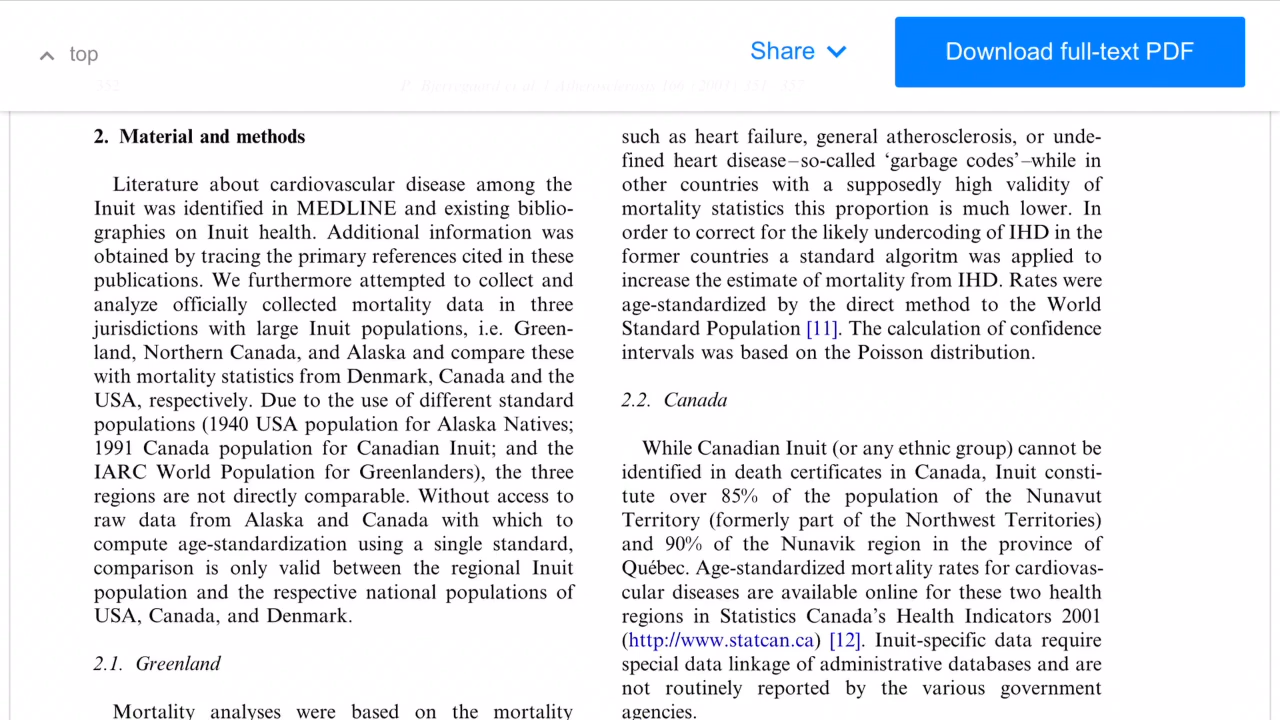 top
Share
Download full-text PDF
352
P. Bjerregaard et al. / Atherosclerosis 166 (2003) 351–357
2. Material and methods
Literature about cardiovascular disease among the
Inuit was identified in MEDLINE and existing biblio-
graphies on Inuit health. Additional information was
obtained by tracing the primary references cited in these
publications. We furthermore attempted to collect and
analyze officially collected mortality data in three
jurisdictions with large Inuit populations, i.e. Green-
land, Northern Canada, and Alaska and compare these
with mortality statistics from Denmark, Canada and the
USA, respectively. Due to the use of different standard
populations (1940 USA population for Alaska Natives;
1991 Canada population for Canadian Inuit; and the
IARC World Population for Greenlanders), the three
regions are not directly comparable. Without access to
raw data from Alaska and Canada with which to
compute age-standardization using a single standard,
comparison is only valid between the regional Inuit
population and the respective national populations of
USA, Canada, and Denmark.
2.1. Greenland
Mortality analyses were based on the mortality
such as heart failure, general atherosclerosis, or unde-
fined heart disease–so-called ‘garbage codes’–while in
other countries with a supposedly high validity of
mortality statistics this proportion is much lower. In
order to correct for the likely undercoding of IHD in the
former countries a standard algoritm was applied to
increase the estimate of mortality from IHD. Rates were
age-standardized by the direct method to the World
Standard Population [11]. The calculation of confidence
intervals was based on the Poisson distribution.
2.2. Canada
While Canadian Inuit (or any ethnic group) cannot be
identified in death certificates in Canada, Inuit consti-
tute over 85% of the population of the Nunavut
Territory (formerly part of the Northwest Territories)
and 90% of the Nunavik region in the province of
Québec. Age-standardized mortality rates for cardiovas-
cular diseases are available online for these two health
regions in Statistics Canada’s Health Indicators 2001
(http://www.statcan.ca) [12]. Inuit-specific data require
special data linkage of administrative databases and are
not routinely reported by the various government
agencies.